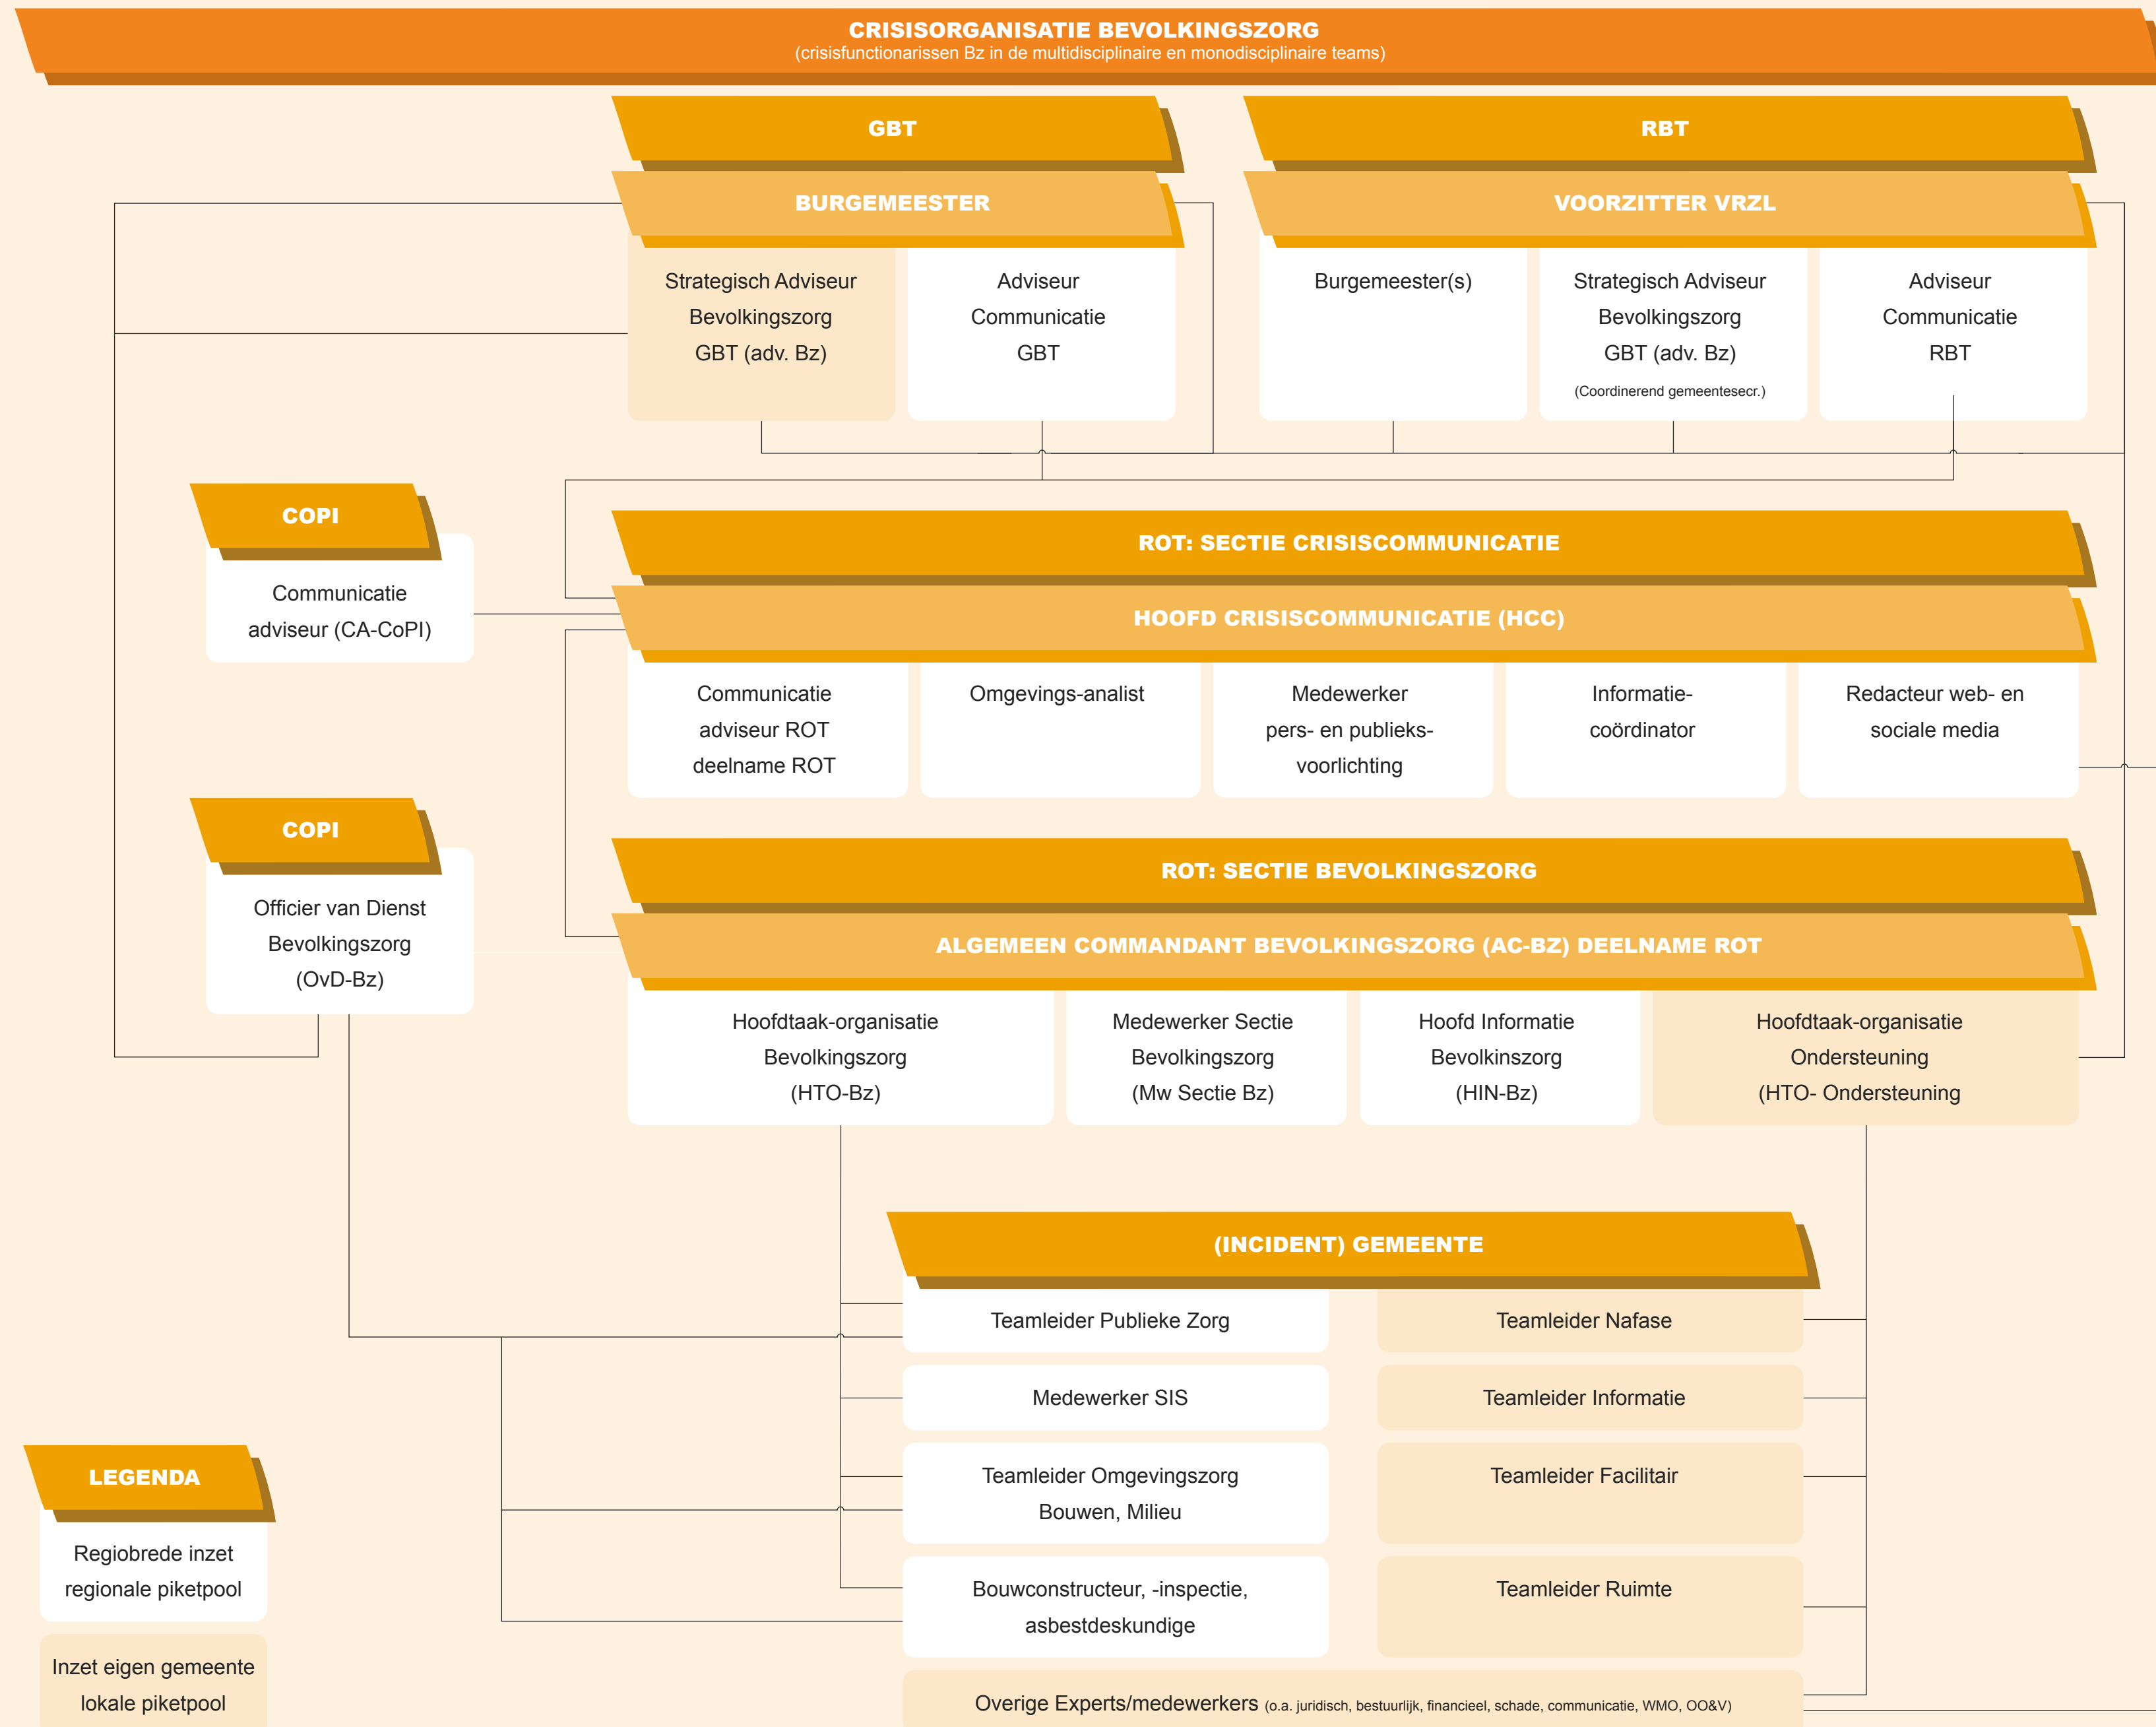 CRISISORGANISATIE BEVOLKINGSZORG
(crisisfunctionarissen Bz in de multidisciplinaire en monodisciplinaire teams)
GBT
BURGEMEESTER
Strategisch Adviseur
Bevolkingszorg
GBT (adv. Bz)
Adviseur
Communicatie
GBT
RBT
VOORZITTER VRZL
Burgemeester(s)
Strategisch Adviseur
Bevolkingszorg
GBT (adv. Bz)
(Coordinerend gemeentesecr.)
Adviseur
Communicatie
RBT
COPI
Communicatie
adviseur (CA-CoPI)
ROT: SECTIE CRISISCOMMUNICATIE
HOOFD CRISISCOMMUNICATIE (HCC)
Communicatie
adviseur ROT
deelname ROT
Omgevings-analist
Medewerker
pers- en publieks-
voorlichting
Informatie-
coördinator
Redacteur web- en
sociale media
COPI
Officier van Dienst
Bevolkingszorg
(OvD-Bz)
ROT: SECTIE BEVOLKINGSZORG
ALGEMEEN COMMANDANT BEVOLKINGSZORG (AC-BZ) DEELNAME ROT
Hoofdtaak-organisatie
Bevolkingszorg
(HTO-Bz)
Medewerker Sectie
Bevolkingszorg
(Mw Sectie Bz)
Hoofd Informatie
Bevolkinszorg
(HIN-Bz)
Hoofdtaak-organisatie
Ondersteuning
(HTO- Ondersteuning
(INCIDENT) GEMEENTE
Teamleider Publieke Zorg
Teamleider Nafase
Medewerker SIS
Teamleider Informatie
Teamleider Omgevingszorg
Bouwen, Milieu
Teamleider Facilitair
Bouwconstructeur, -inspectie,
asbestdeskundige
Teamleider Ruimte
Overige Experts/medewerkers (o.a. juridisch, bestuurlijk, financieel, schade, communicatie, WMO, OO&V)
LEGENDA
Regiobrede inzet
regionale piketpool
Inzet eigen gemeente
lokale piketpool